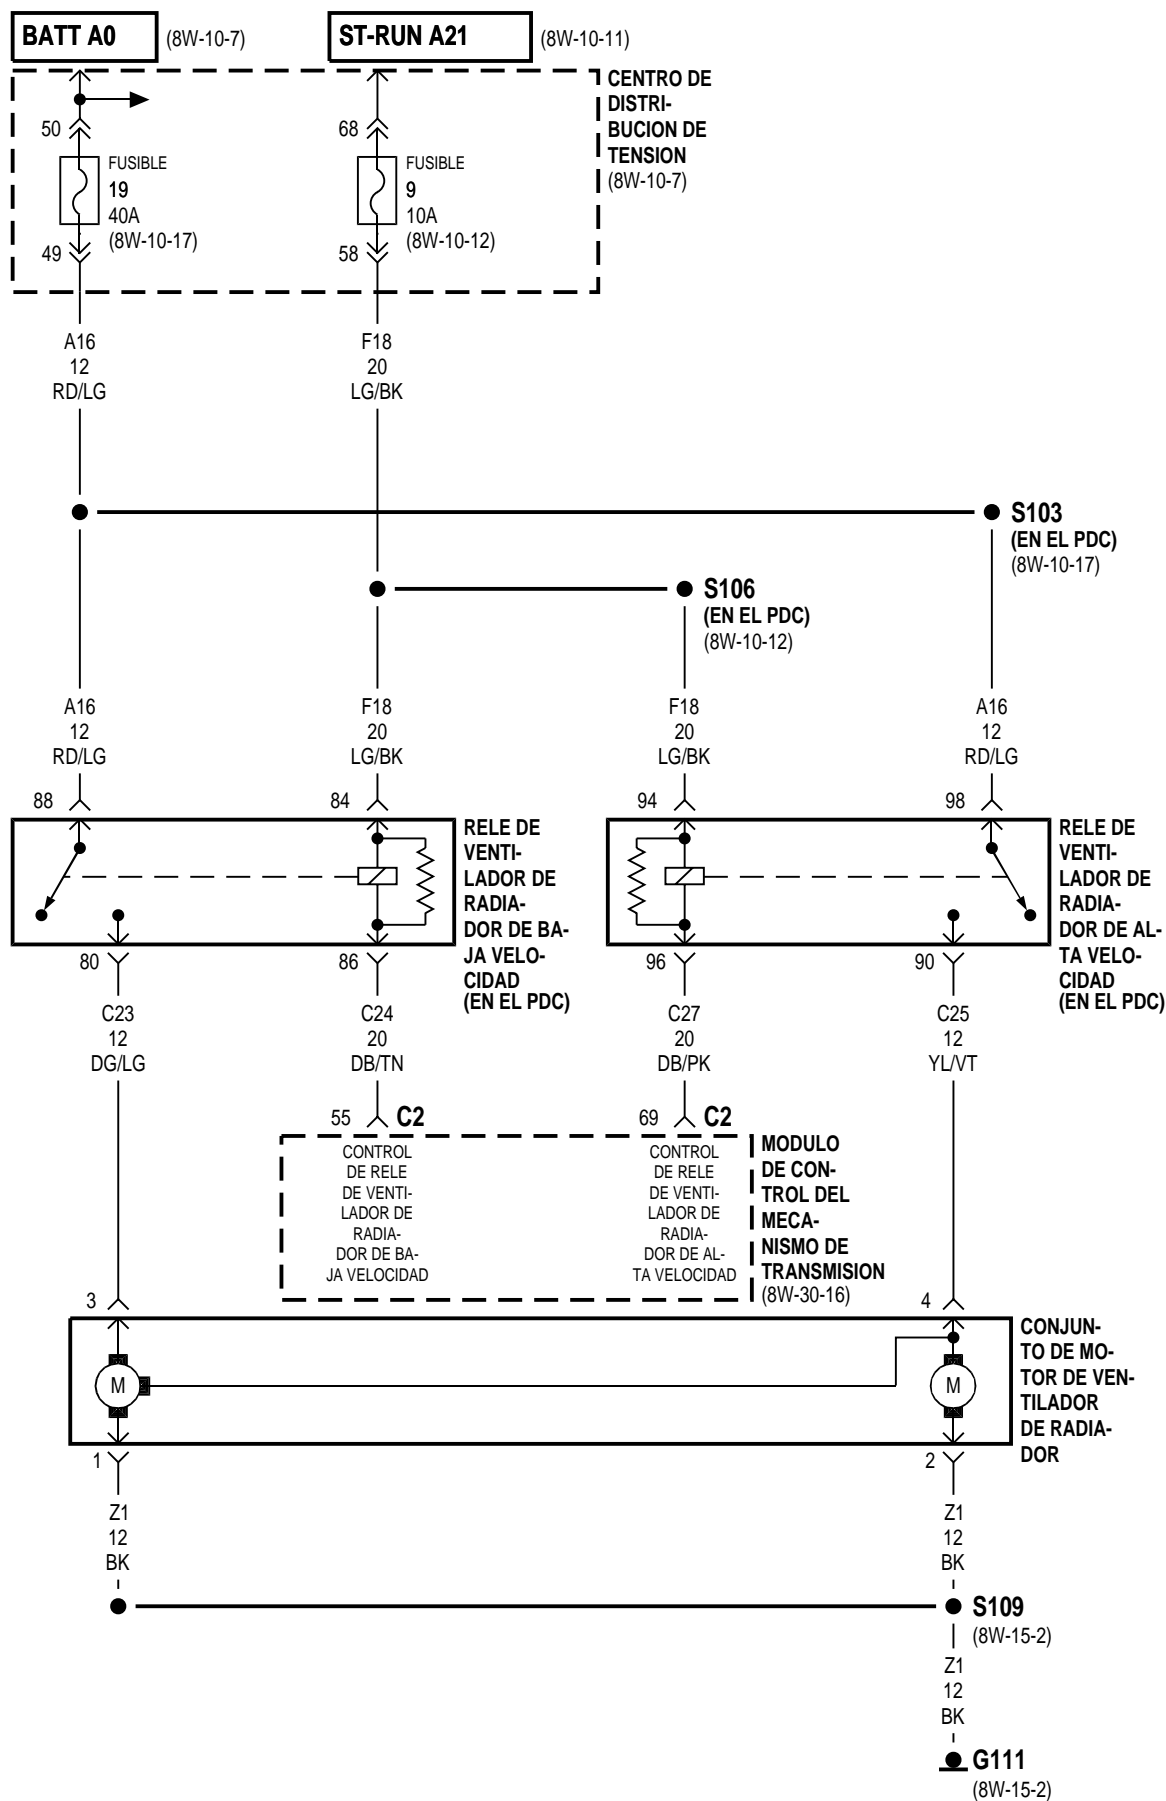 BATT A0
(8W-10-7)
ST-RUN A21
(8W-10-11)
CENTRO DE
DISTRI-
BUCION DE
TENSION
(8W-10-7)
50
FUSIBLE
19
40A
(8W-10-17)
49
68
FUSIBLE
9
10A
(8W-10-12)
58
A16
12
RD/LG
F18
20
LG/BK
S103
(EN EL PDC)
(8W-10-17)
S106
(EN EL PDC)
(8W-10-12)
A16
12
RD/LG
F18
20
LG/BK
F18
20
LG/BK
A16
12
RD/LG
88
84
94
98
RELE DE
VENTI-
LADOR DE
RADIA-
DOR DE BA-
JA VELO-
CIDAD
(EN EL PDC)
RELE DE
VENTI-
LADOR DE
RADIA-
DOR DE AL-
TA VELO-
CIDAD
(EN EL PDC)
80
86
96
90
C23
12
DG/LG
C24
20
DB/TN
C27
20
DB/PK
C25
12
YL/VT
55
C2
69
C2
CONTROL
DE RELE
DE VENTI-
LADOR DE
RADIA-
DOR DE BA-
JA VELOCIDAD
CONTROL
DE RELE
DE VENTI-
LADOR DE
RADIA-
DOR DE AL-
TA VELOCIDAD
MODULO
DE CON-
TROL DEL
MECA-
NISMO DE
TRANSMISION
(8W-30-16)
3
4
M
M
CONJUN-
TO DE MO-
TOR DE VEN-
TILADOR
DE RADIA-
DOR
1
2
Z1
12
BK
Z1
12
BK
S109
(8W-15-2)
Z1
12
BK
G111
(8W-15-2)